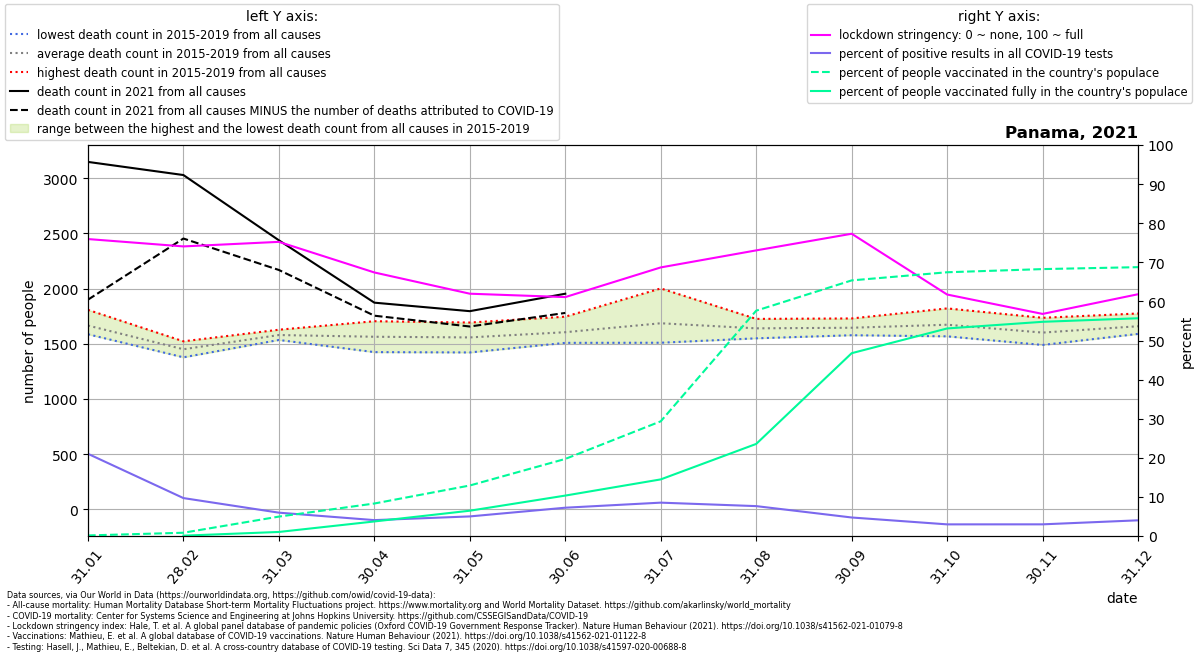 left Y axis:
lowest death count in 2015-2019 from all causes
average death count in 2015-2019 from all causes
highest death count in 2015-2019 from all causes
death count in 2021 from all causes
death count in 2021 from all causes MINUS the number of deaths attributed to COVID-19
range between the highest and the lowest death count from all causes in 2015-2019
right Y axis:
lockdown stringency: 0 ~ none, 100 ~ full
percent of positive results in all COVID-19 tests
percent of people vaccinated in the country's populace
percent of people vaccinated fully in the country's populace
Panama, 2021
number of people
3000
2500
2000
1500
1000
500
0
100
90
80
70
60
50
40
30
20
10
0
percent
31.01
28.02
31.03
30.04
31.05
30.06
31.07
31.08
30.09
31.10
30.11
31.12
date
Data sources, via Our World in Data (https://ourworldindata.org, https://github.com/owid/covid-19-data):
- All-cause mortality: Human Mortality Database Short-term Mortality Fluctuations project. https://www.mortality.org and World Mortality Dataset. https://github.com/akarlinsky/world_mortality
- COVID-19 mortality: Center for Systems Science and Engineering at Johns Hopkins University. https://github.com/CSSEGISandData/COVID-19
- Lockdown stringency index: Hale, T. et al. A global panel database of pandemic policies (Oxford COVID-19 Government Response Tracker). Nature Human Behaviour (2021). https://doi.org/10.1038/s41562-021-01079-8
- Vaccinations: Mathieu, E. et al. A global database of COVID-19 vaccinations. Nature Human Behaviour (2021). https://doi.org/10.1038/s41562-021-01122-8
- Testing: Hasell, J., Mathieu, E., Beltekian, D. et al. A cross-country database of COVID-19 testing. Sci Data 7, 345 (2020). https://doi.org/10.1038/s41597-020-00688-8